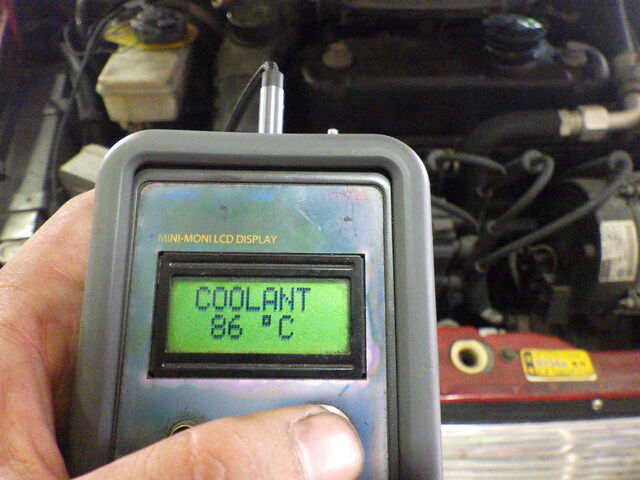 MINI-MONI LCD DISPLAY
COOLANT
86 °C